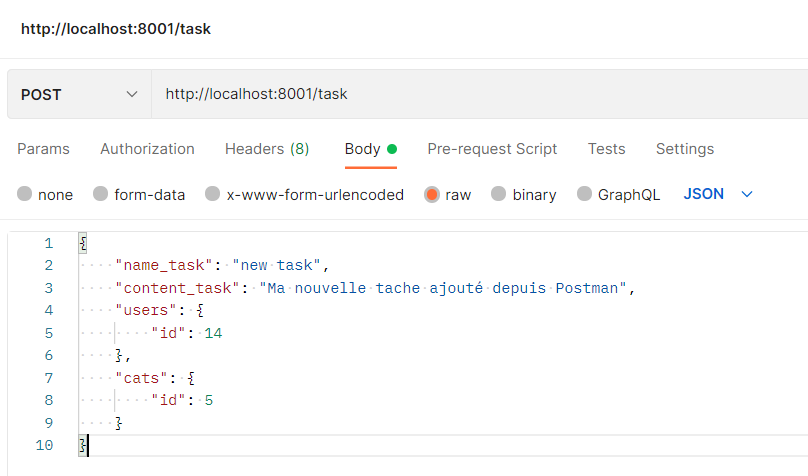 http://localhost:8001/task
POST http://localhost:8001/task
Params Authorization Headers (8) Body Pre-request Script Tests Settings
none form-data x-www-form-urlencoded raw binary GraphQL JSON
1 {
2 "name_task": "new task",
3 "content_task": "Ma nouvelle tache ajouté depuis Postman",
4 "users": {
5 "id": 14
6 },
7 "cats": {
8 "id": 5
9 }
10 }